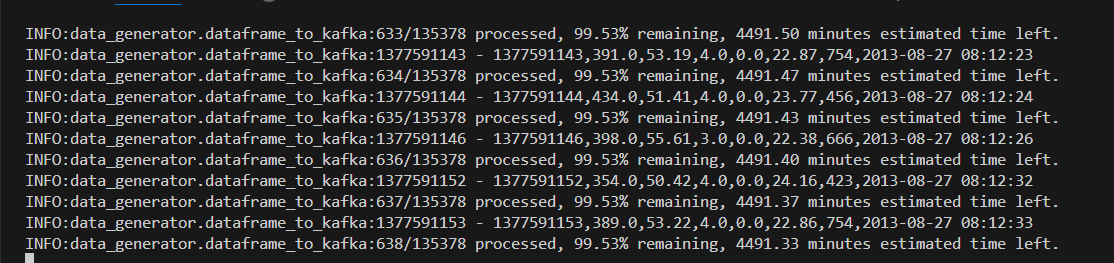 INFO:data_generator.dataframe_to_kafka:633/135378 processed, 99.53% remaining, 4491.50 minutes estimated time left.
INFO:data_generator.dataframe_to_kafka:1377591143 - 1377591143,391.0,53.19,4.0,0.0,22.87,754,2013-08-27 08:12:23
INFO:data_generator.dataframe_to_kafka:634/135378 processed, 99.53% remaining, 4491.47 minutes estimated time left.
INFO:data_generator.dataframe_to_kafka:1377591144 - 1377591144,434.0,51.41,4.0,0.0,23.77,456,2013-08-27 08:12:24
INFO:data_generator.dataframe_to_kafka:635/135378 processed, 99.53% remaining, 4491.43 minutes estimated time left.
INFO:data_generator.dataframe_to_kafka:1377591146 - 1377591146,398.0,55.61,3.0,0.0,22.38,666,2013-08-27 08:12:26
INFO:data_generator.dataframe_to_kafka:636/135378 processed, 99.53% remaining, 4491.40 minutes estimated time left.
INFO:data_generator.dataframe_to_kafka:1377591152 - 1377591152,354.0,50.42,4.0,0.0,24.16,423,2013-08-27 08:12:32
INFO:data_generator.dataframe_to_kafka:637/135378 processed, 99.53% remaining, 4491.37 minutes estimated time left.
INFO:data_generator.dataframe_to_kafka:1377591153 - 1377591153,389.0,53.22,4.0,0.0,22.86,754,2013-08-27 08:12:33
INFO:data_generator.dataframe_to_kafka:638/135378 processed, 99.53% remaining, 4491.33 minutes estimated time left.